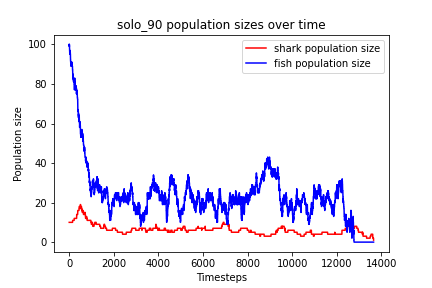 solo_90 population sizes over time
shark population size
fish population size
Population size
100
80
60
40
20
0
0 2000 4000 6000 8000 10000 12000 14000
Timesteps